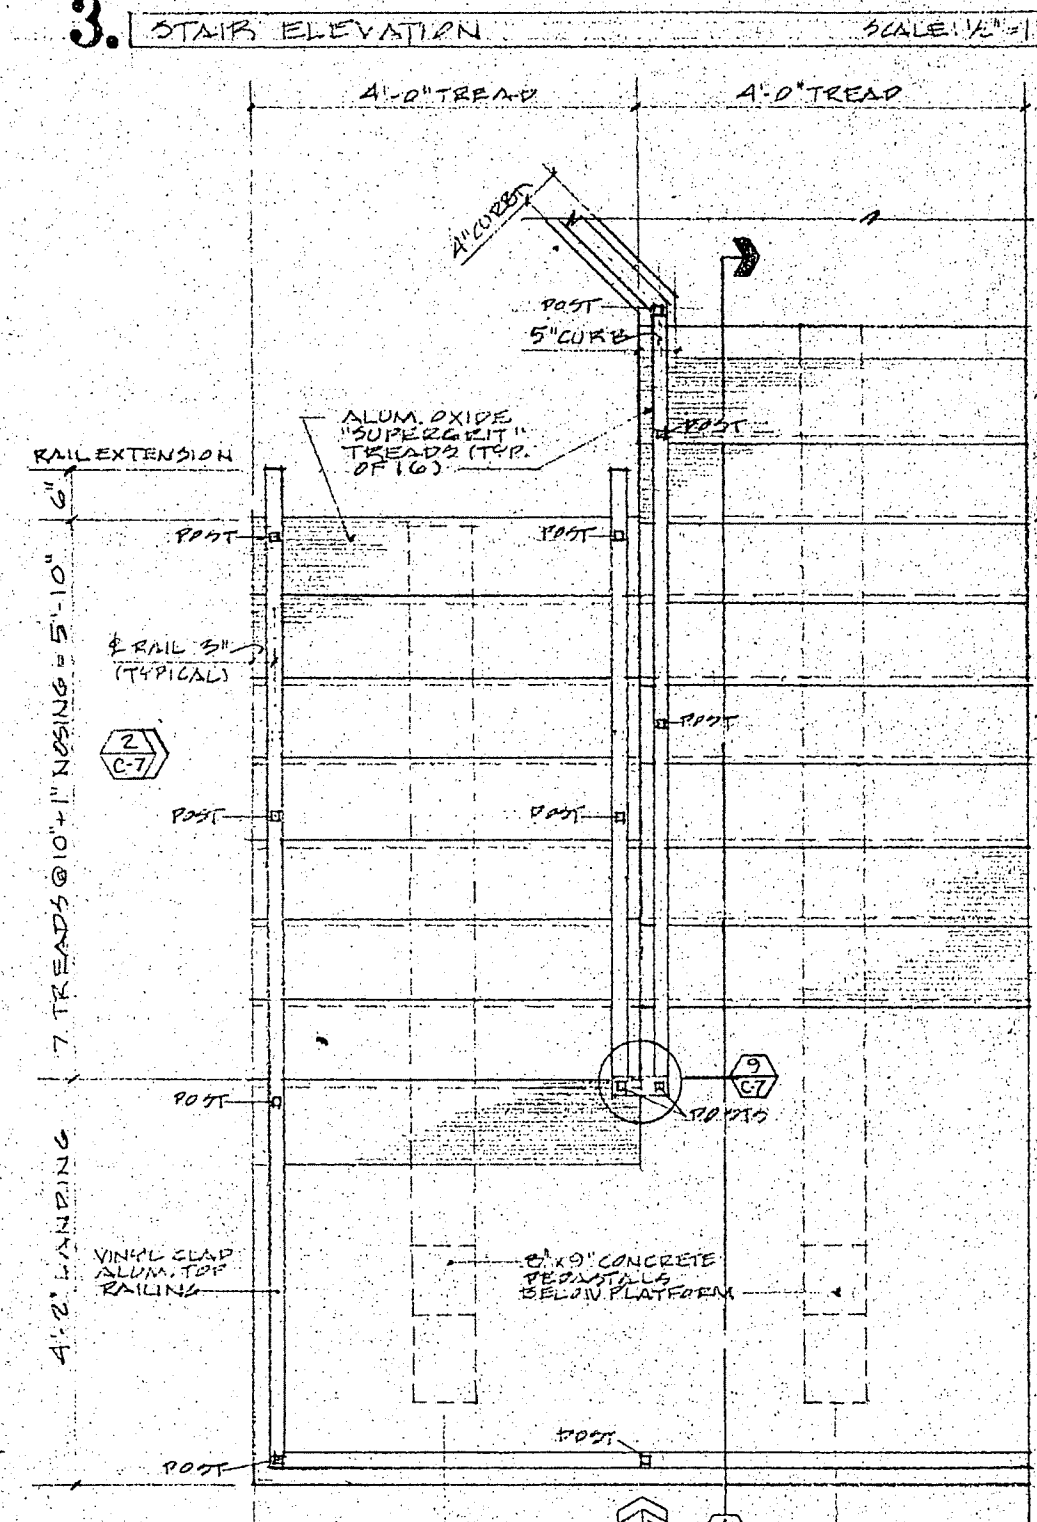 3. STAIR ELEVATION
SCALE: ½"=1
4'-0" TREAD
4'-0" TREAD
4" CURB
POST
5" CURB
ALUM. OXIDE
"SUPERGRIT"
TREADS (TYP.
OF 16)
POST
RAIL EXTENSION
6"
POST
POST
7 TREADS @ 10" + 1" NOSING = 5'-10"
℄ RAIL 3"
(TYPICAL)
POST
2
C-7
POST
POST
9
C-7
POST
POSTS
4'-2" LANDING
VINYL CLAD
ALUM. TOP
RAILING
8"x9" CONCRETE
PEDASTALLS
BELOW PLATFORM
POST
POST